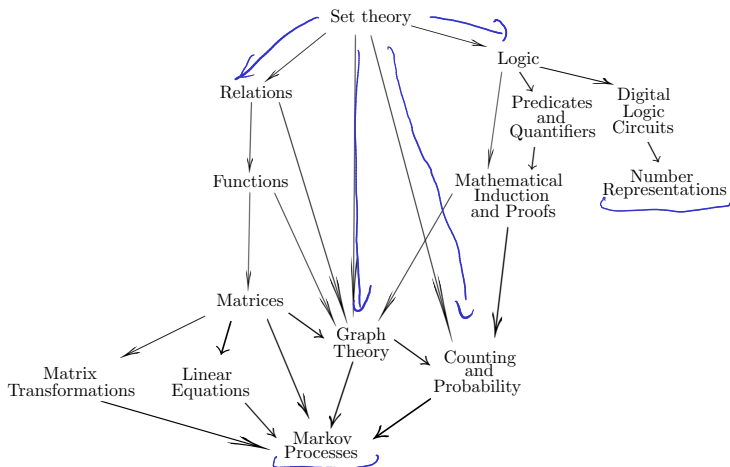 Set theory
Logic
Relations
Predicates
and
Quantifiers
Digital
Logic
Circuits
Functions
Mathematical
Induction
and Proofs
Number
Representations
Matrices
Graph
Theory
Counting
and
Probability
Matrix
Transformations
Linear
Equations
Markov
Processes